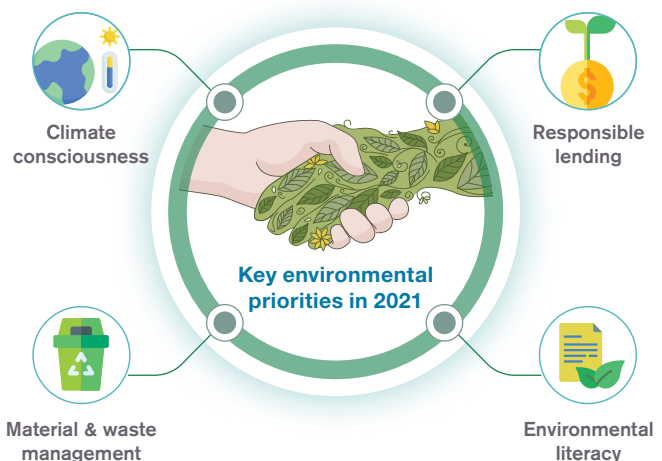 Climate
consciousness
Responsible
lending
$
Key environmental
priorities in 2021
Material & waste
management
Environmental
literacy